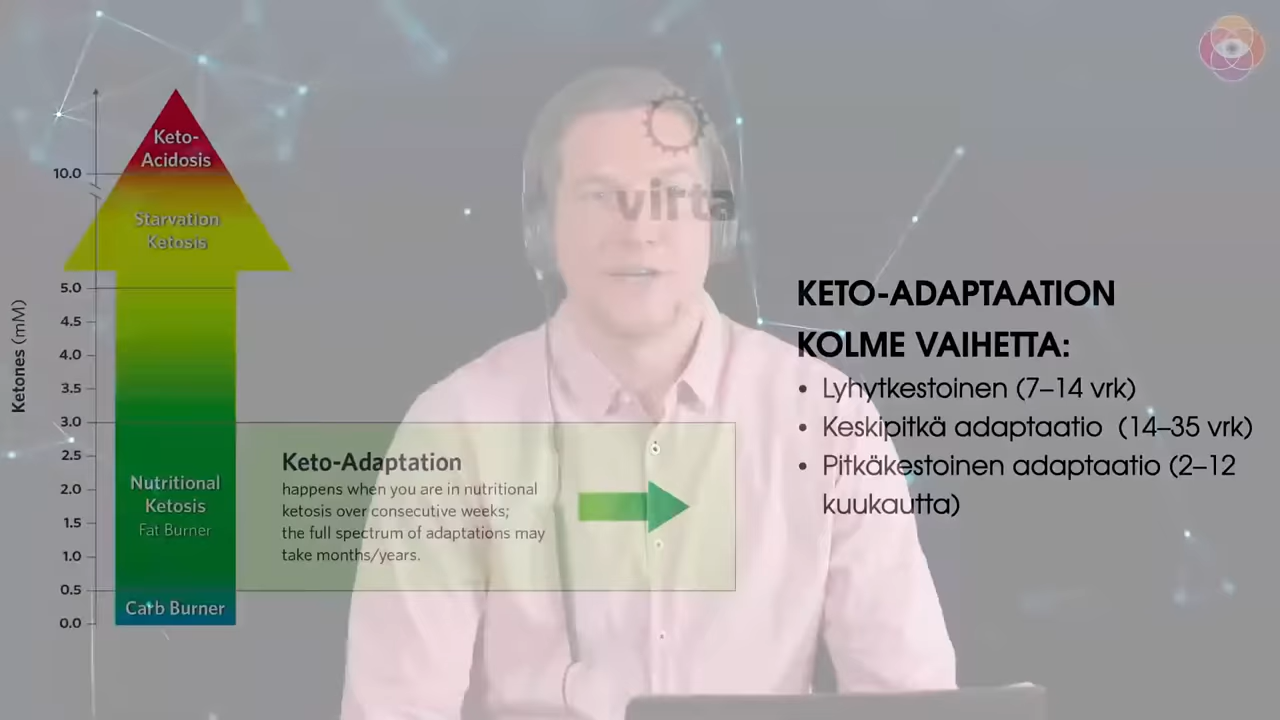 Keto-
Acidosis
10.0
Starvation
Ketosis
5.0
4.5
4.0
3.5
3.0
2.5
2.0
1.5
1.0
0.5
0.0
Ketones (mM)
Nutritional
Ketosis
Fat Burner
Carb Burner
Keto-Adaptation
happens when you are in nutritional
ketosis over consecutive weeks;
the full spectrum of adaptations may
take months/years.
virta
KETO-ADAPTAATION
KOLME VAIHETTA:
• Lyhytkestoinen (7–14 vrk)
• Keskipitkä adaptaatio (14–35 vrk)
• Pitkäkestoinen adaptaatio (2–12
kuukautta)